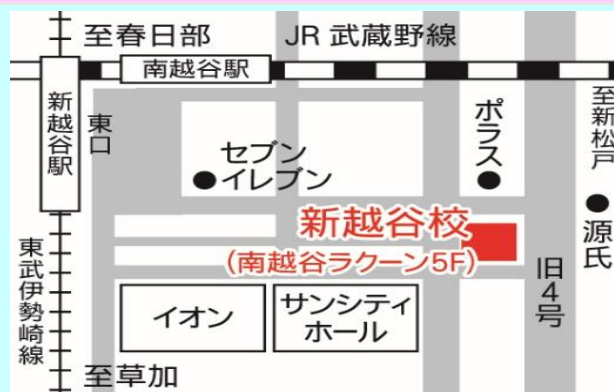 至春日部
JR 武蔵野線
南越谷駅
新越谷駅
東口
セブン
イレブン
ポラス
至新松戸
源氏
新越谷校
(南越谷ラクーン5F)
旧4号
東武伊勢崎線
イオン
サンシティ
ホール
至草加